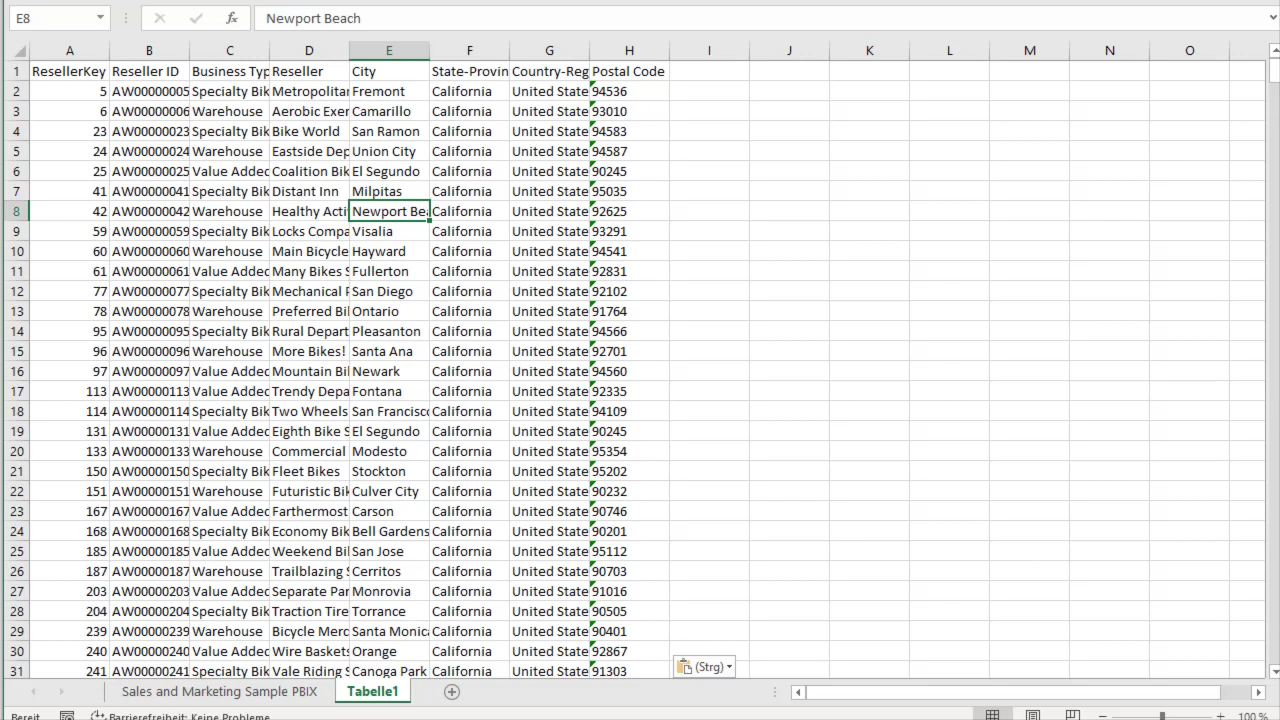 E8 Newport Beach
A B C D E F G H I J K L M N O
1 ResellerKey Reseller ID Business Typ Reseller City State-Provin Country-Reg Postal Code
2 5 AW00000005 Specialty Bik Metropolitar Fremont California United State 94536
3 6 AW00000006 Warehouse Aerobic Exer Camarillo California United State 93010
4 23 AW00000023 Specialty Bik Bike World San Ramon California United State 94583
5 24 AW00000024 Warehouse Eastside Dep Union City California United State 94587
6 25 AW00000025 Value Added Coalition Bik El Segundo California United State 90245
7 41 AW00000041 Specialty Bik Distant Inn Milpitas California United State 95035
8 42 AW00000042 Warehouse Healthy Acti Newport Bea California United State 92625
9 59 AW00000059 Specialty Bik Locks Compa Visalia California United State 93291
10 60 AW00000060 Warehouse Main Bicycle Hayward California United State 94541
11 61 AW00000061 Value Added Many Bikes S Fullerton California United State 92831
12 77 AW00000077 Specialty Bik Mechanical P San Diego California United State 92102
13 78 AW00000078 Warehouse Preferred Bil Ontario California United State 91764
14 95 AW00000095 Specialty Bik Rural Depart Pleasanton California United State 94566
15 96 AW00000096 Warehouse More Bikes! Santa Ana California United State 92701
16 97 AW00000097 Value Added Mountain Bil Newark California United State 94560
17 113 AW00000113 Value Added Trendy Depa Fontana California United State 92335
18 114 AW00000114 Specialty Bik Two Wheels San Francisco California United State 94109
19 131 AW00000131 Value Added Eighth Bike S El Segundo California United State 90245
20 133 AW00000133 Warehouse Commercial Modesto California United State 95354
21 150 AW00000150 Specialty Bik Fleet Bikes Stockton California United State 95202
22 151 AW00000151 Warehouse Futuristic Bik Culver City California United State 90232
23 167 AW00000167 Value Added Farthermost Carson California United State 90746
24 168 AW00000168 Specialty Bik Economy Bik Bell Gardens California United State 90201
25 185 AW00000185 Value Added Weekend Bil San Jose California United State 95112
26 187 AW00000187 Warehouse Trailblazing S Cerritos California United State 90703
27 203 AW00000203 Value Added Separate Par Monrovia California United State 91016
28 204 AW00000204 Specialty Bik Traction Tire Torrance California United State 90505
29 239 AW00000239 Warehouse Bicycle Merc Santa Monica California United State 90401
30 240 AW00000240 Value Added Wire Baskets Orange California United State 92867
31 241 AW00000241 Specialty Bik Vale Riding S Canoga Park California United State 91303
(Strg)
Sales and Marketing Sample PBIX Tabelle1
Bereit Barrierefreiheit: Keine Probleme 100 %